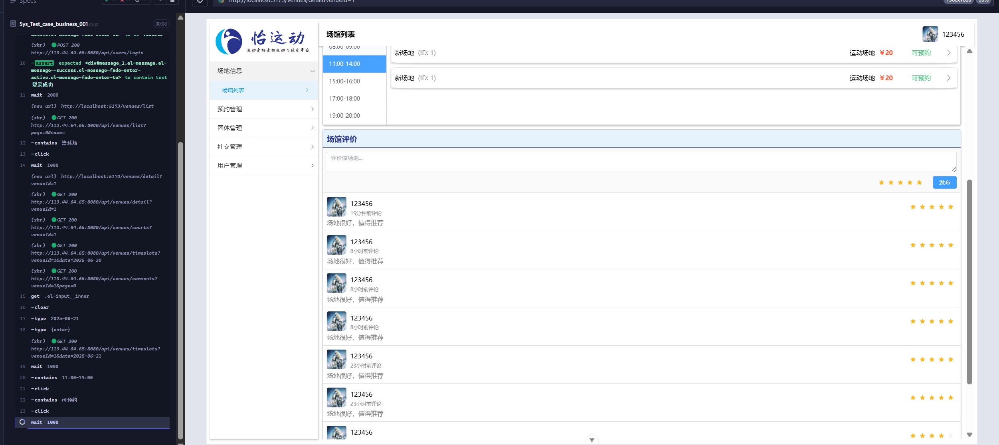 Specs
Sys_Test_case_business_001.cy.js
00:08
active.el-message-fade-enter-to> to be visible
(xhr) POST 200
http://113.44.64.65:8080/api/users/login
10 -assert expected <div#message_1.el-message.el-
message--success.el-message-fade-enter-
active.el-message-fade-enter-to> to contain text
登录成功
11 wait 2000
(new url) http://localhost:5173/venues/list
(xhr) GET 200
http://113.44.64.65:8080/api/venues/list?
page=0&name=
12 -contains 篮球场
13 -click
14 wait 1000
(new url) http://localhost:5173/venues/detail?
venueId=1
(xhr) GET 200
http://113.44.64.65:8080/api/venues/detail?
venueId=1
(xhr) GET 200
http://113.44.64.65:8080/api/venues/courts?
venueId=1
(xhr) GET 200
http://113.44.64.65:8080/api/venues/timeslots?
venueId=1&date=2025-06-20
(xhr) GET 200
http://113.44.64.65:8080/api/venues/comments?
venueId=1&page=0
15 get .el-input__inner
16 -clear
17 -type 2025-06-21
18 -type {enter}
(xhr) GET 200
http://113.44.64.65:8080/api/venues/timeslots?
venueId=1&date=2025-06-21
19 wait 1000
20 -contains 11:00-14:00
21 -click
22 -contains 可预约
23 -click
wait 1000
http://localhost:5173/venues/detail?venueId=1
99%
怡运动
运动爱好者的运动与社交平台
场地信息
场馆列表
预约管理
团体管理
社交管理
用户管理
场馆列表
123456
08:00-09:00
11:00-14:00
15:00-16:00
17:00-18:00
19:00-20:00
新场地 (ID: 1) 运动场地 ¥20 可预约
新场地 (ID: 1) 运动场地 ¥20 可预约
场馆评价
评价该场地...
发布
123456
19分钟前评论
场地很好，值得推荐
123456
8小时前评论
场地很好，值得推荐
123456
8小时前评论
场地很好，值得推荐
123456
8小时前评论
场地很好，值得推荐
123456
23小时前评论
场地很好，值得推荐
123456
23小时前评论
场地很好，值得推荐
123456